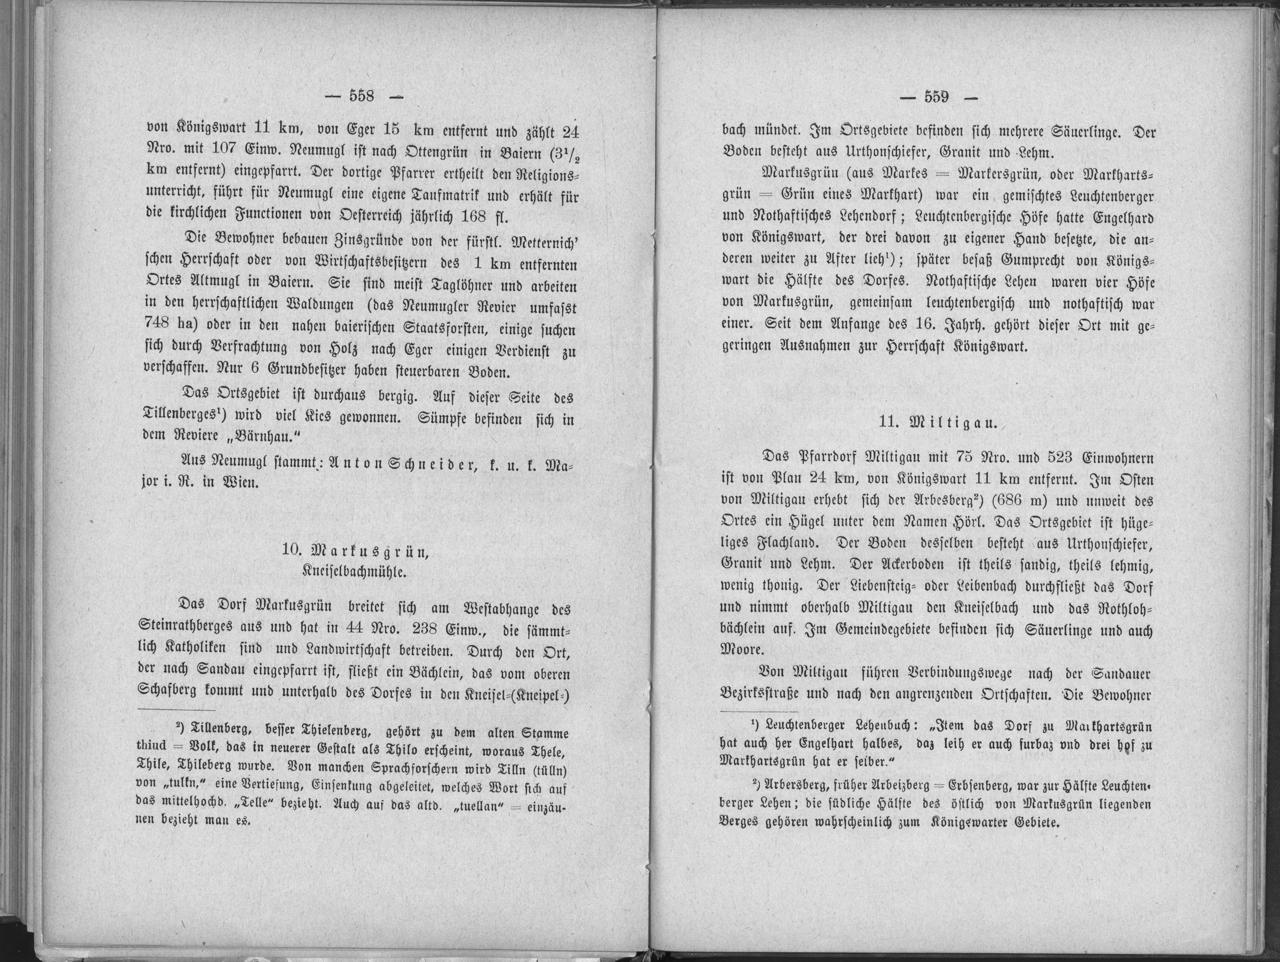 — 558 —
von Königswart 11 km, von Eger 15 km entfernt und zählt 24
Nro. mit 107 Einw. Neumugl ist nach Ottengrün in Baiern (3 1/2
km entfernt) eingepfarrt. Der dortige Pfarrer ertheilt den Religions-
unterricht, führt für Neumugl eine eigene Taufmatrik und erhält für
die kirchlichen Functionen von Oesterreich jährlich 168 fl.
Die Bewohner bebauen Zinsgründe von der fürstl. Metternich'
schen Herrschaft oder von Wirtschaftsbesitzern des 1 km entfernten
Ortes Altmugl in Baiern. Sie sind meist Taglöhner und arbeiten
in den herrschaftlichen Waldungen (das Neumugler Revier umfasst
748 ha) oder in den nahen baierischen Staatsforsten, einige suchen
sich durch Verfrachtung von Holz nach Eger einigen Verdienst zu
verschaffen. Nur 6 Grundbesitzer haben steuerbaren Boden.
Das Ortsgebiet ist durchaus bergig. Auf dieser Seite des
Tillenberges¹) wird viel Kies gewonnen. Sümpfe befinden sich in
dem Reviere „Bärnhau.“
Aus Neumugl stammt: Anton Schneider, k. u. k. Ma-
jor i. R. in Wien.
10. Markusgrün,
Kneiselbachmühle.
Das Dorf Markusgrün breitet sich am Westabhange des
Steinrathberges aus und hat in 44 Nro. 238 Einw., die sämmt-
lich Katholiken sind und Landwirtschaft betreiben. Durch den Ort,
der nach Sandau eingepfarrt ist, fließt ein Bächlein, das vom oberen
Schafberg kommt und unterhalb des Dorfes in den Kneisel-(Kneipel-)
²) Tillenberg, besser Thielenberg, gehört zu dem alten Stamme
thiud = Volk, das in neuerer Gestalt als Thilo erscheint, woraus Thele,
Thile, Thileberg wurde. Von manchen Sprachforschern wird Tilln (tülln)
von „tulkn,“ eine Vertiefung, Einsenkung abgeleitet, welches Wort sich auf
das mittelhochd. „Telle“ bezieht. Auch auf das altd. „tuellan“ = einzäu-
nen bezieht man es.
— 559 —
bach mündet. Im Ortsgebiete befinden sich mehrere Säuerlinge. Der
Boden besteht aus Urthonschiefer, Granit und Lehm.
Markusgrün (aus Markes = Markersgrün, oder Markharts-
grün = Grün eines Markhart) war ein gemischtes Leuchtenberger
und Nothaftisches Lehendorf; Leuchtenbergische Höfe hatte Engelhard
von Königswart, der drei davon zu eigener Hand besetzte, die an-
deren weiter zu After lieh¹); später besaß Gumprecht von Königs-
wart die Hälfte des Dorfes. Nothaftische Lehen waren vier Höfe
von Markusgrün, gemeinsam leuchtenbergisch und nothaftisch war
einer. Seit dem Anfange des 16. Jahrh. gehört dieser Ort mit ge-
geringen Ausnahmen zur Herrschaft Königswart.
11. Miltigau.
Das Pfarrdorf Miltigau mit 75 Nro. und 523 Einwohnern
ist von Plan 24 km, von Königswart 11 km entfernt. Im Osten
von Miltigau erhebt sich der Arbesberg²) (686 m) und unweit des
Ortes ein Hügel unter dem Namen Hörl. Das Ortsgebiet ist hüge-
liges Flachland. Der Boden desselben besteht aus Urthonschiefer,
Granit und Lehm. Der Ackerboden ist theils sandig, theils lehmig,
wenig thonig. Der Liebensteig- oder Leibenbach durchfließt das Dorf
und nimmt oberhalb Miltigau den Kneiselbach und das Rothloh-
bächlein auf. Im Gemeindegebiete befinden sich Säuerlinge und auch
Moore.
Von Miltigau führen Verbindungswege nach der Sandauer
Bezirksstraße und nach den angrenzenden Ortschaften. Die Bewohner
¹) Leuchtenberger Lehenbuch: „Item das Dorf zu Markhartsgrün
hat auch her Engelhart halbes, daz leih er auch furbaz vnd drei hof zu
Markhartsgrün hat er selber.“
²) Arbersberg, früher Arbeizberg = Erbsenberg, war zur Hälfte Leuchten-
berger Lehen; die südliche Hälfte des östlich von Markusgrün liegenden
Berges gehören wahrscheinlich zum Königswarter Gebiete.